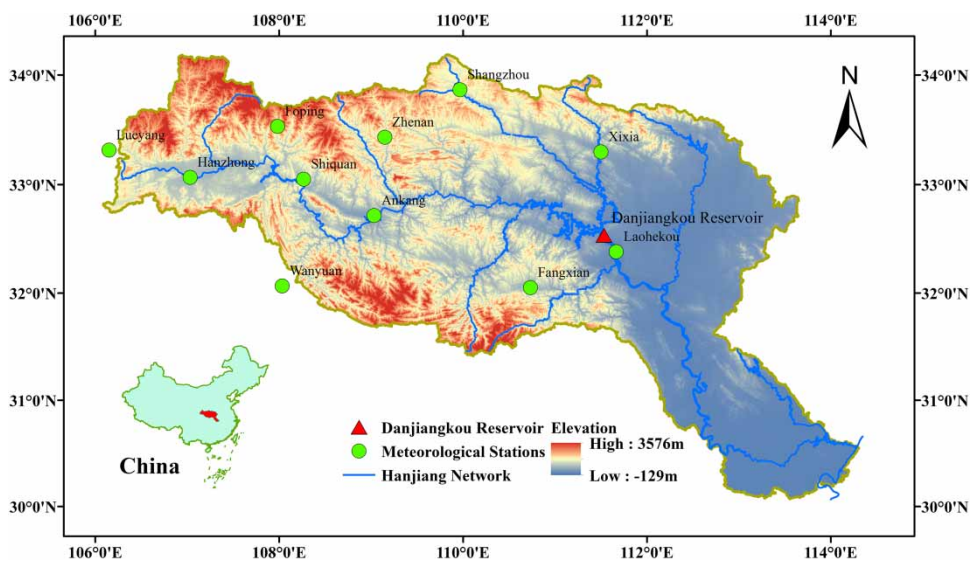 106°0'E 108°0'E 110°0'E 112°0'E 114°0'E
34°0'N 34°0'N
N
Shangzhou
Foping
Zhenan
Xixia
Lueyang
Hanzhong
Shiquan
33°0'N 33°0'N
Ankang
Danjiangkou Reservoir
Laohekou
Wanyuan
Fangxian
32°0'N 32°0'N
31°0'N 31°0'N
Danjiangkou Reservoir Elevation
Meteorological Stations High : 3576m
China
Hanjiang Network Low : -129m
30°0'N 30°0'N
106°0'E 108°0'E 110°0'E 112°0'E 114°0'E